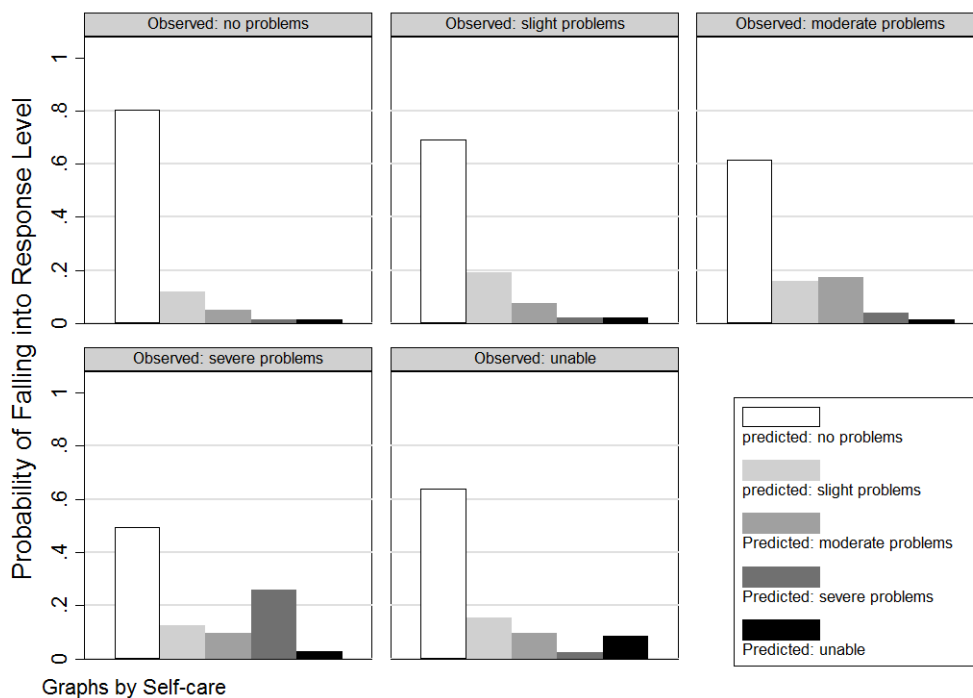 Observed: no problems
Observed: slight problems
Observed: moderate problems
Probability of Falling into Response Level
1
.8
.6
.4
.2
0
Observed: severe problems
Observed: unable
1
.8
.6
.4
.2
0
predicted: no problems
predicted: slight problems
Predicted: moderate problems
Predicted: severe problems
Predicted: unable
Graphs by Self-care